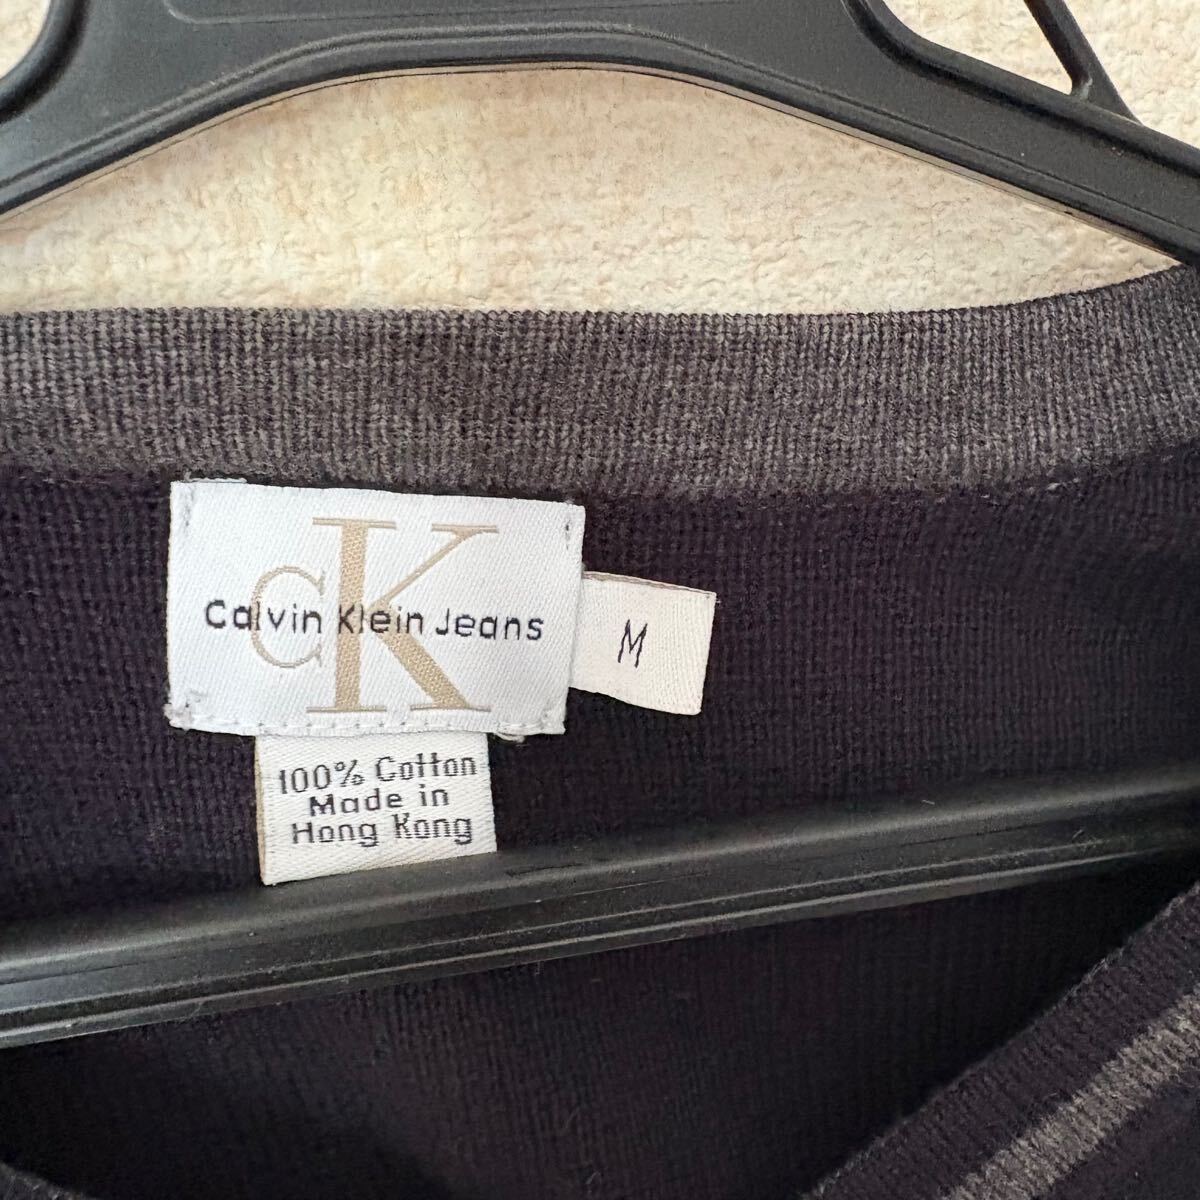 CK
Calvin Klein Jeans
M
100% Cotton
Made in
Hong Kong